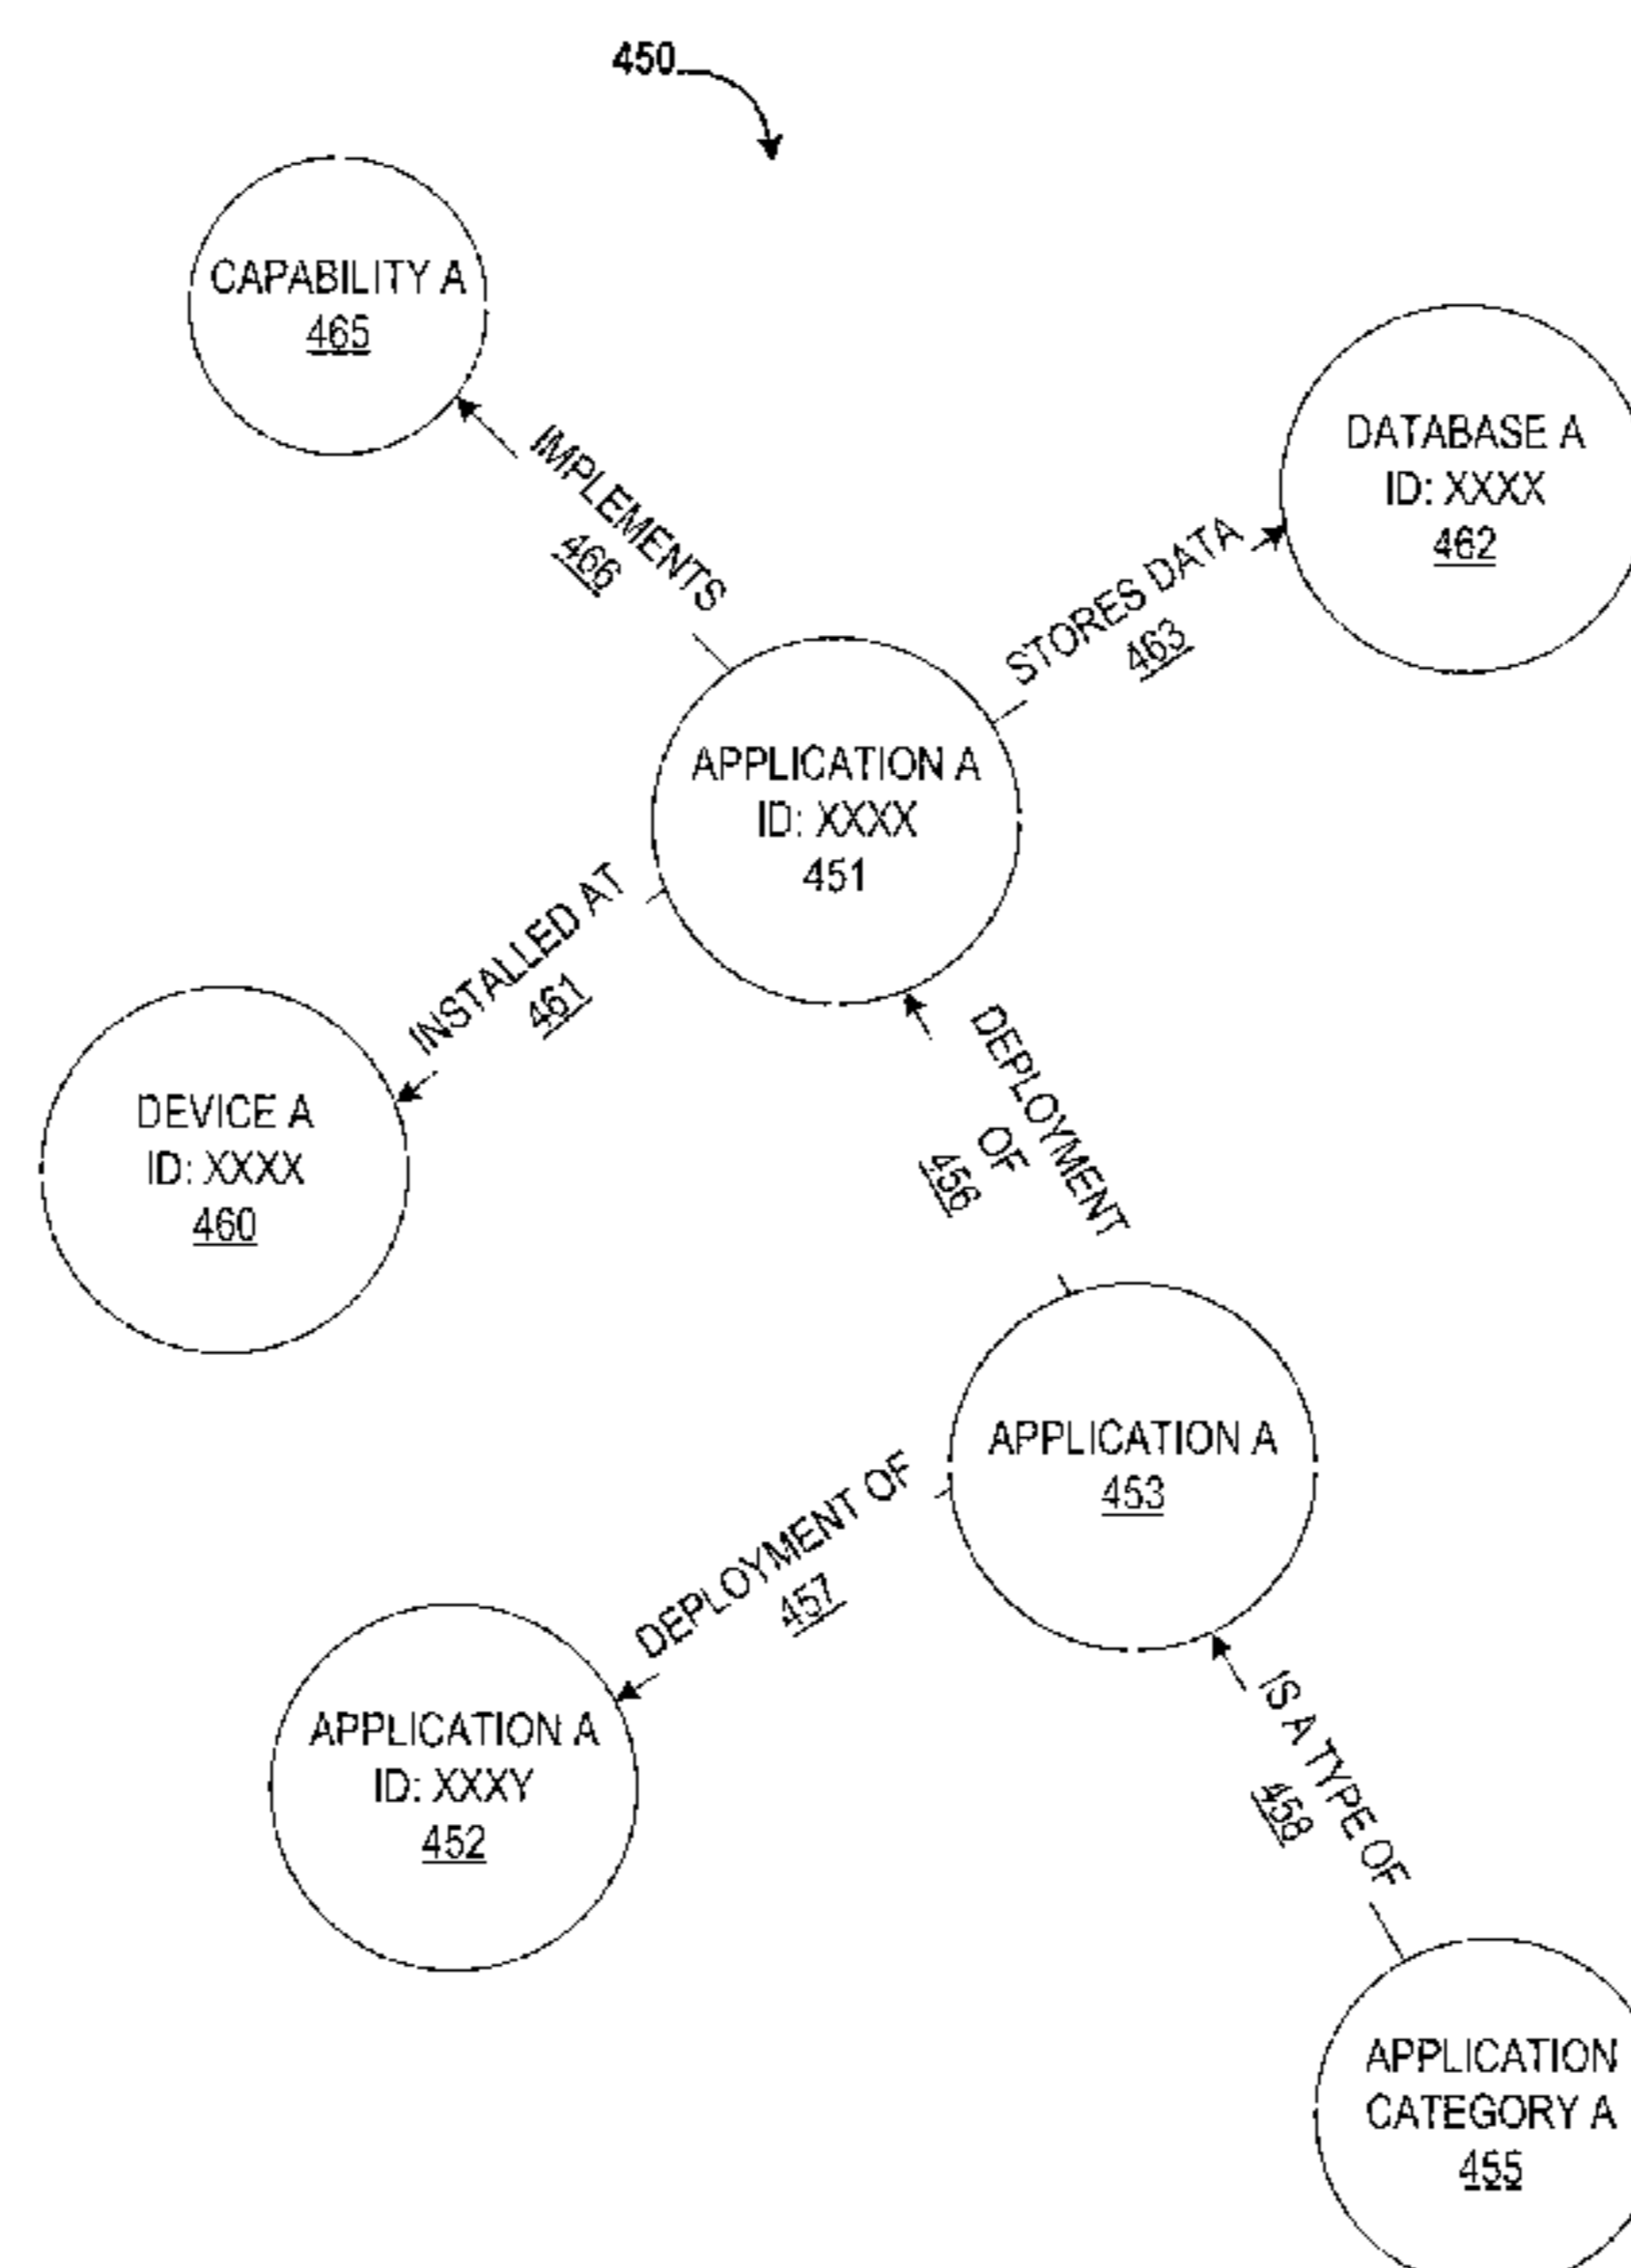 450
CAPABILITY A
465
IMPLEMENTS
466
DATABASE A
ID: XXXX
462
STORES DATA
463
APPLICATION A
ID: XXXX
451
INSTALLED AT
461
DEVICE A
ID: XXXX
460
DEPLOYMENT
OF
456
APPLICATION A
453
DEPLOYMENT OF
457
APPLICATION A
ID: XXXY
452
IS A TYPE OF
458
APPLICATION
CATEGORY A
455